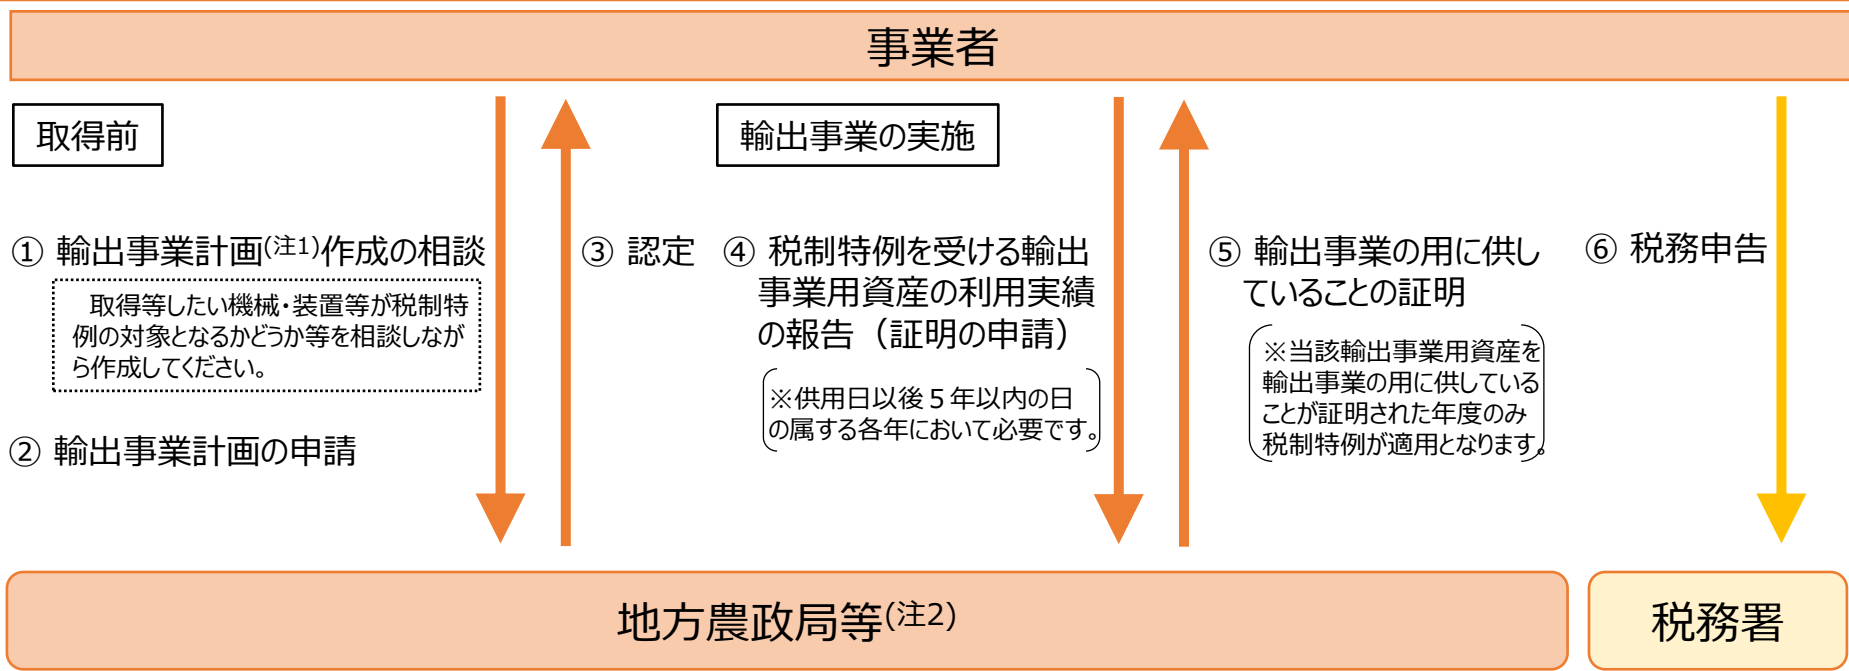 事業者
取得前
① 輸出事業計画(注1)作成の相談
取得等したい機械・装置等が税制特
例の対象となるかどうか等を相談しなが
ら作成してください。
② 輸出事業計画の申請
③ 認定
輸出事業の実施
④ 税制特例を受ける輸出
事業用資産の利用実績
の報告（証明の申請）
※供用日以後５年以内の日
の属する各年において必要です。
⑤ 輸出事業の用に供し
ていることの証明
※当該輸出事業用資産を
輸出事業の用に供している
ことが証明された年度のみ
税制特例が適用となります。
⑥ 税務申告
地方農政局等(注2)
税務署